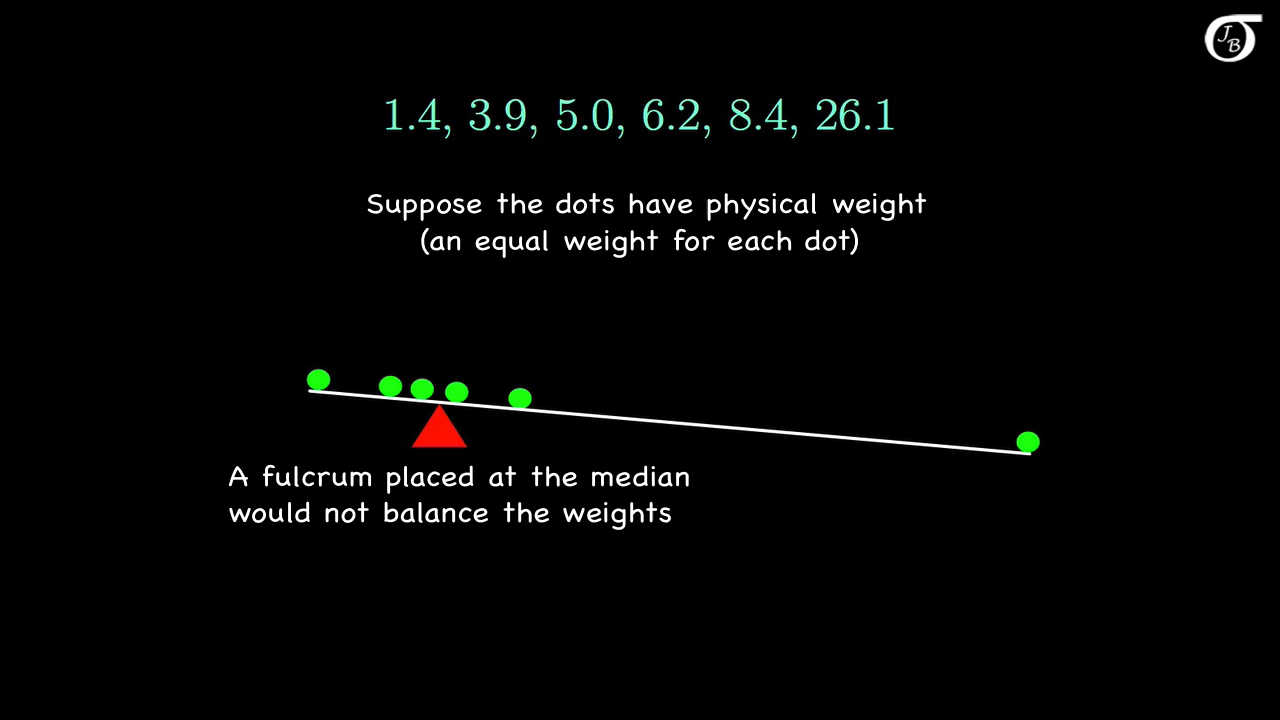 J
B
1.4, 3.9, 5.0, 6.2, 8.4, 26.1
Suppose the dots have physical weight
(an equal weight for each dot)
A fulcrum placed at the median
would not balance the weights